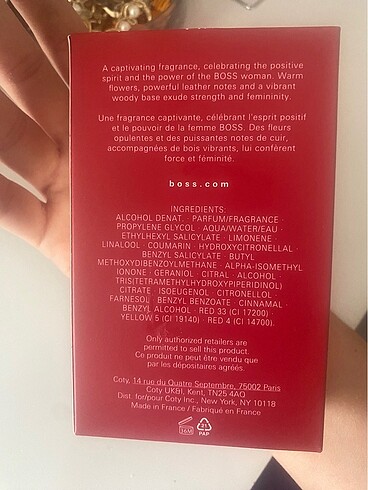 A captivating fragrance, celebrating the positive
spirit and the power of the BOSS woman. Warm
flowers, powerful leather notes and a vibrant
woody base exude strength and femininity.
Une fragrance captivante, célébrant l'esprit positif
et le pouvoir de la femme BOSS. Des fleurs
opulentes et des puissantes notes de cuir,
accompagnées de bois vibrants, lui confèrent
force et féminité.
boss.com
INGREDIENTS:
ALCOHOL DENAT. · PARFUM/FRAGRANCE ·
PROPYLENE GLYCOL · AQUA/WATER/EAU ·
ETHYLHEXYL SALICYLATE · LIMONENE ·
LINALOOL · COUMARIN · HYDROXYCITRONELLAL ·
BENZYL SALICYLATE · BUTYL
METHOXYDIBENZOYLMETHANE · ALPHA-ISOMETHYL
IONONE · GERANIOL · CITRAL · ALCOHOL ·
TRIS(TETRAMETHYLHYDROXYPIPERIDINOL)
CITRATE · ISOEUGENOL · CITRONELLOL ·
FARNESOL · BENZYL BENZOATE · CINNAMAL ·
BENZYL ALCOHOL · RED 33 (CI 17200) ·
YELLOW 5 (CI 19140) · RED 4 (CI 14700).
Only authorized retailers are
permitted to sell this product.
Ce produit ne peut être vendu que
par les dépositaires agréés.
Coty, 14 rue du Quatre Septembre, 75002 Paris
Coty UK&I, Kent, TN25 4AQ
Dist. for/pour Coty Inc., New York, NY 10118
Made in France / Fabriqué en France
21
PAP